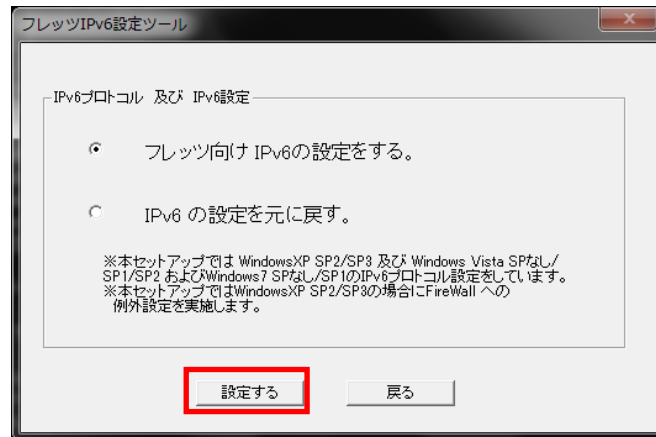 フレッツIPv6設定ツール
IPv6プロトコル 及び IPv6設定
フレッツ向け IPv6の設定をする。
IPv6 の設定を元に戻す。
※本セットアップでは WindowsXP SP2/SP3 及び Windows Vista SPなし/
SP1/SP2 およびWindows7 SPなし/SP1のIPv6プロトコル設定をしています。
※本セットアップではWindowsXP SP2/SP3の場合にFireWall への
例外設定を実施します。
設定する
戻る